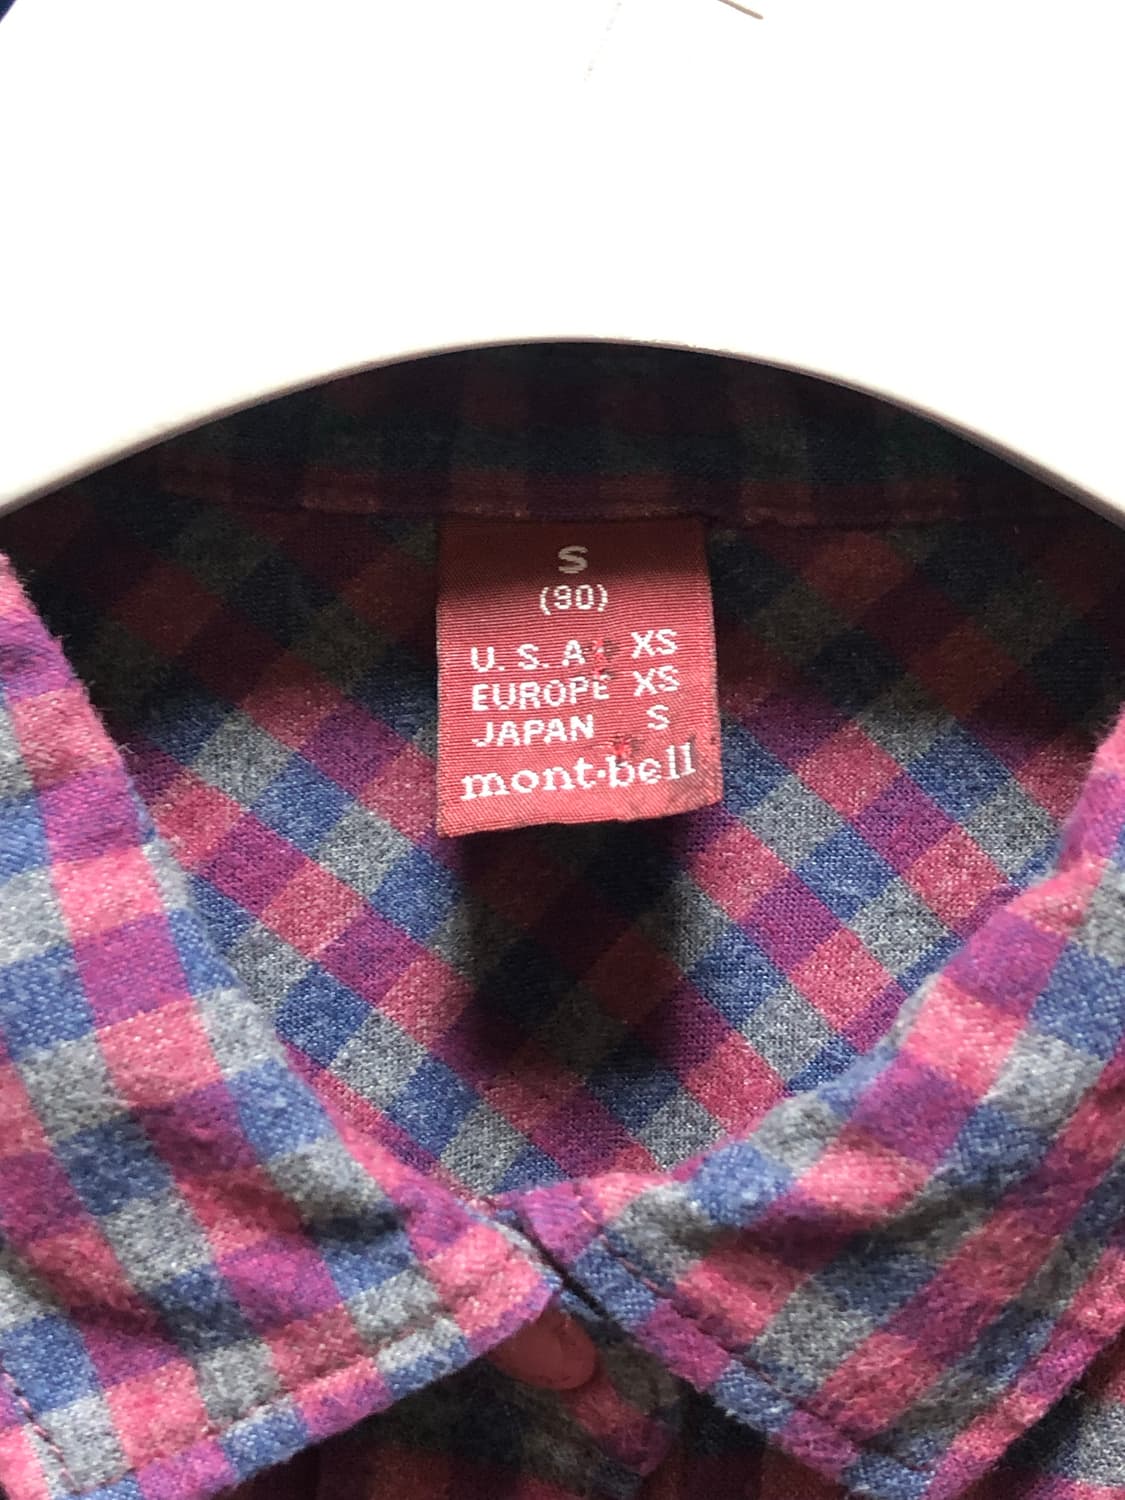 S
(90)
U. S. A XS
EUROPE XS
JAPAN S
mont-bell